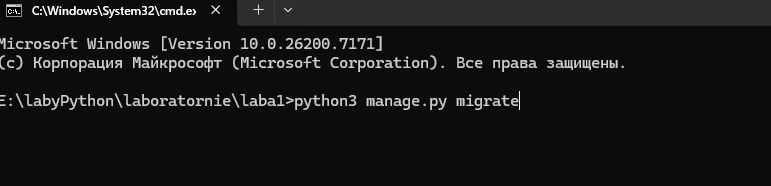 C:\Windows\System32\cmd.ex
Microsoft Windows [Version 10.0.26200.7171]
(c) Корпорация Майкрософт (Microsoft Corporation). Все права защищены.
E:\labyPython\laboratornie\laba1>python3 manage.py migrate